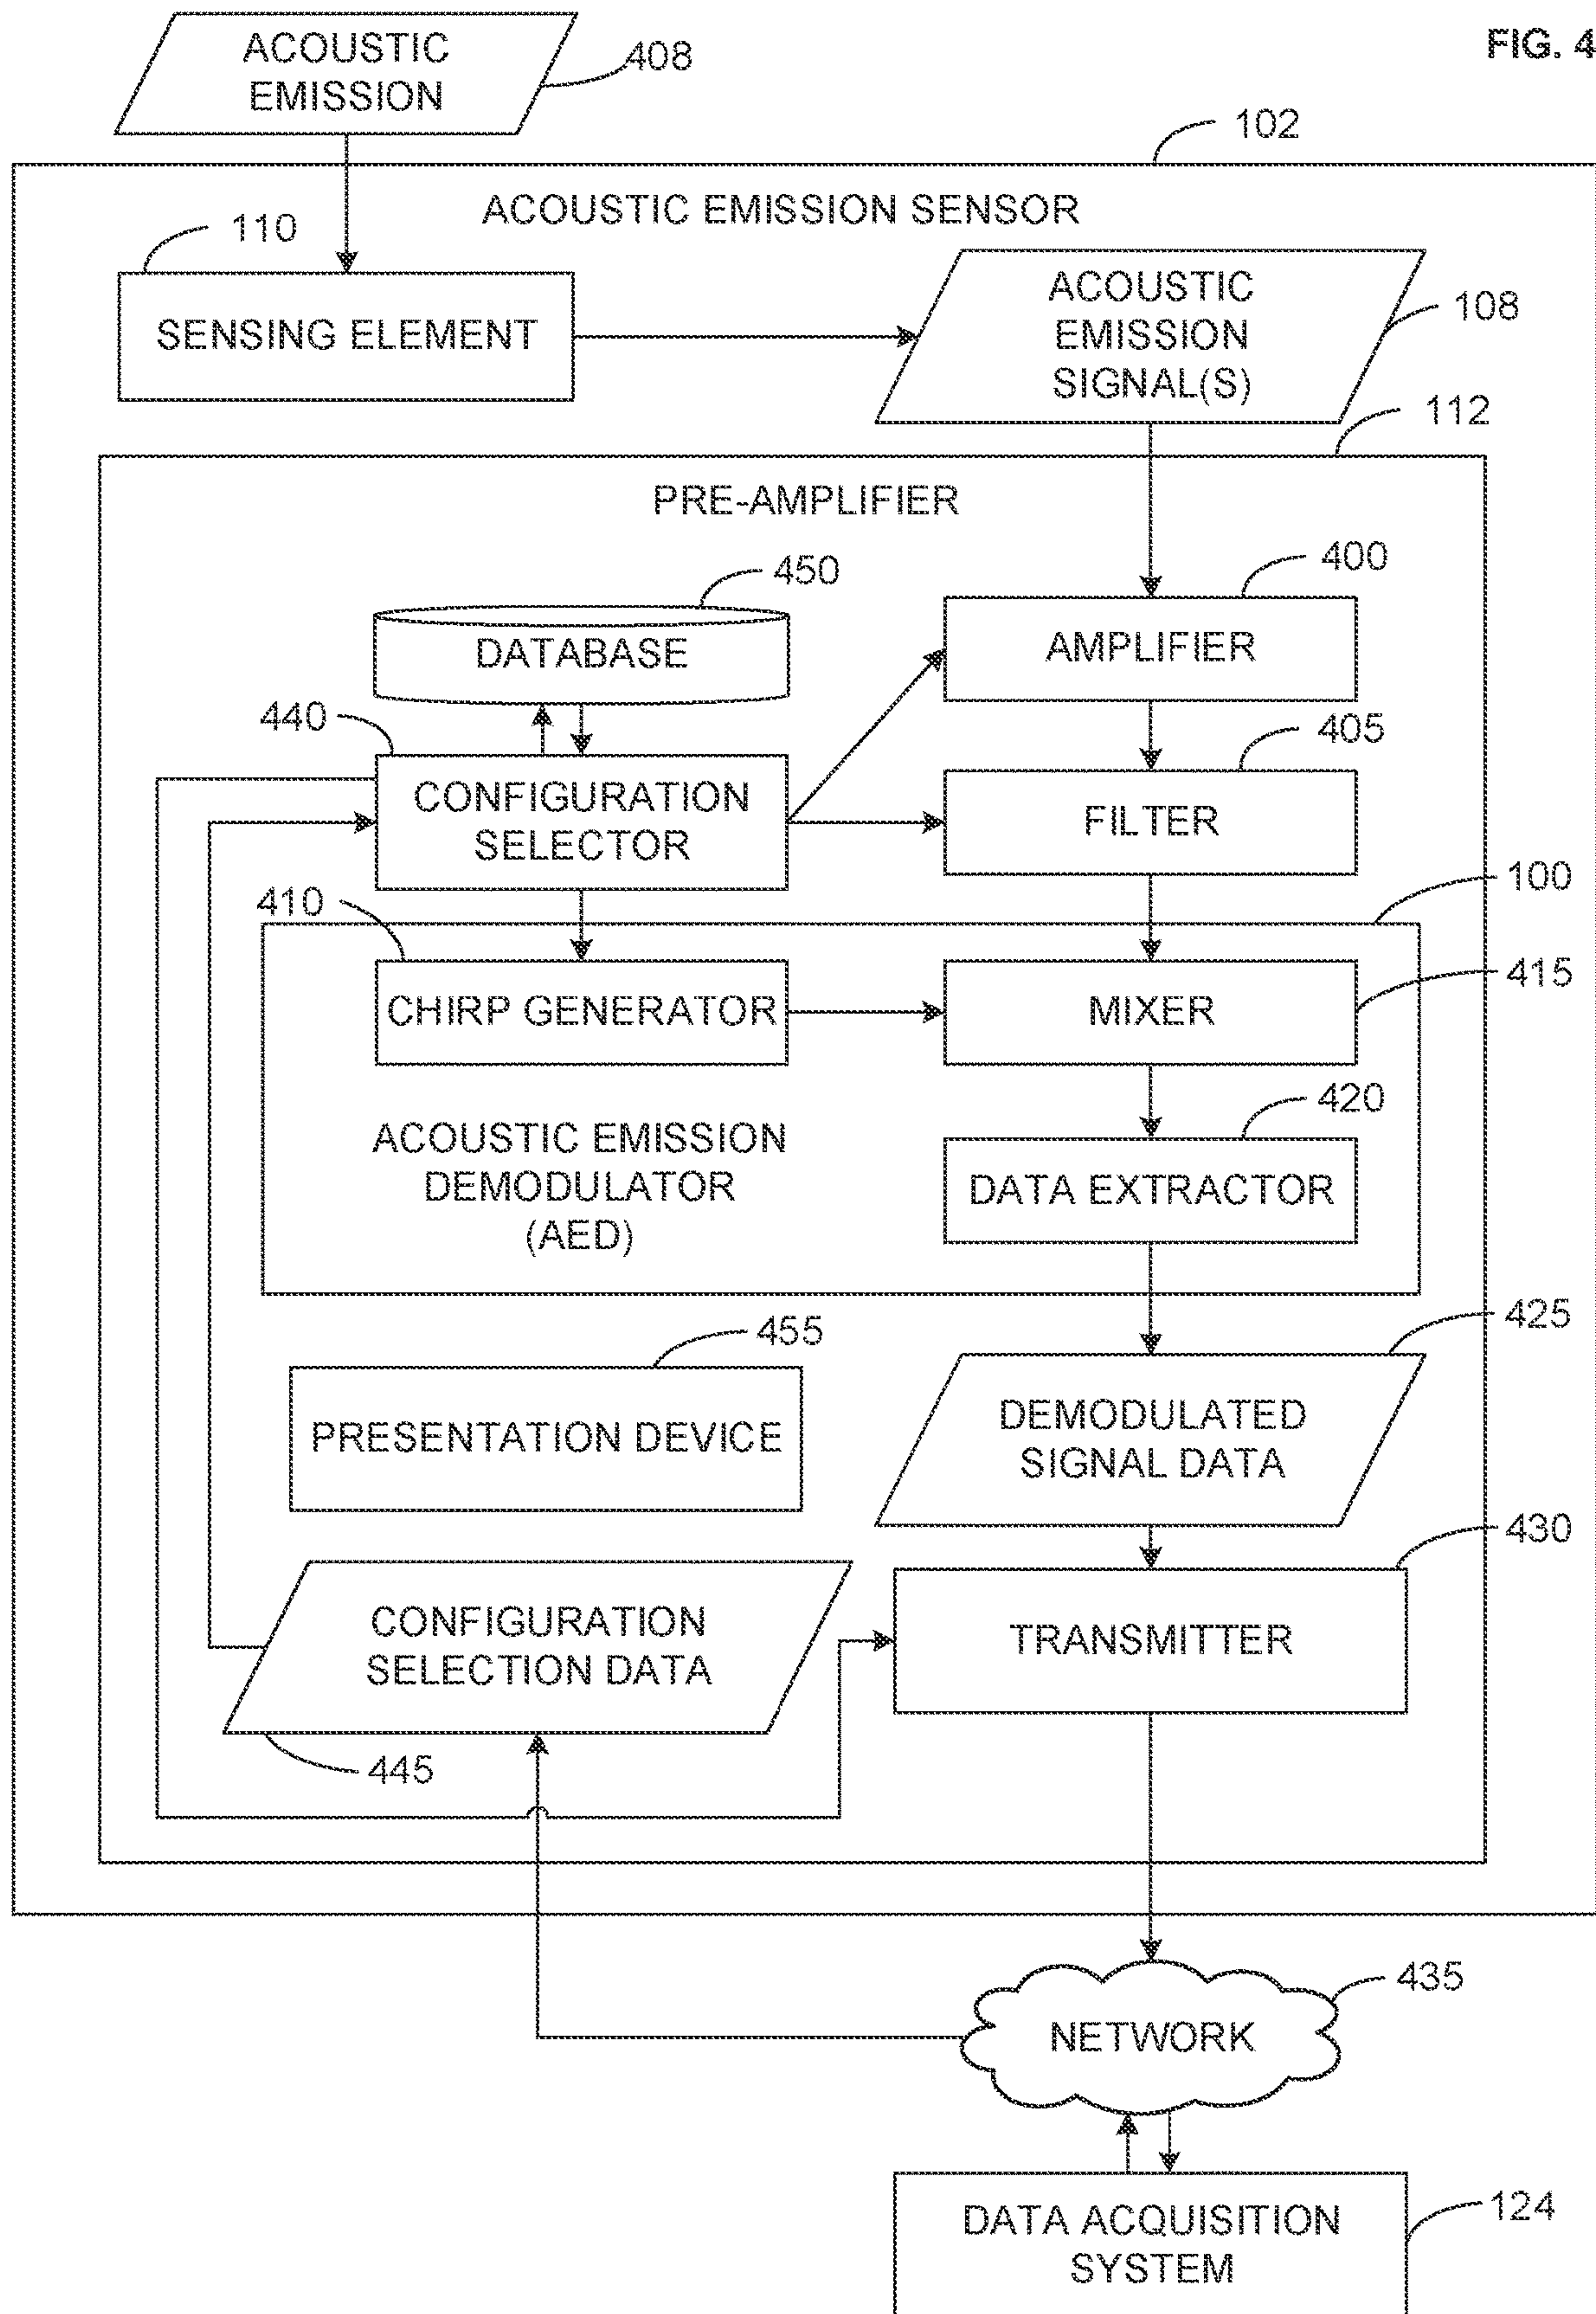 FIG. 4
ACOUSTIC
EMISSION
408
102
ACOUSTIC EMISSION SENSOR
110
SENSING ELEMENT
ACOUSTIC
EMISSION
SIGNAL(S)
108
112
PRE-AMPLIFIER
450
DATABASE
400
AMPLIFIER
440
CONFIGURATION
SELECTOR
405
FILTER
100
410
CHIRP GENERATOR
MIXER
415
420
DATA EXTRACTOR
ACOUSTIC EMISSION
DEMODULATOR
(AED)
425
455
PRESENTATION DEVICE
DEMODULATED
SIGNAL DATA
430
CONFIGURATION
SELECTION DATA
TRANSMITTER
445
435
NETWORK
124
DATA ACQUISITION
SYSTEM